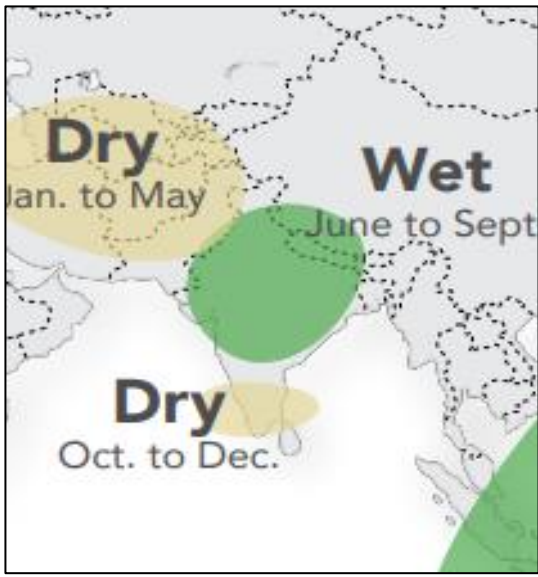 Dry
Jan. to May
Wet
June to Sept
Dry
Oct. to Dec.